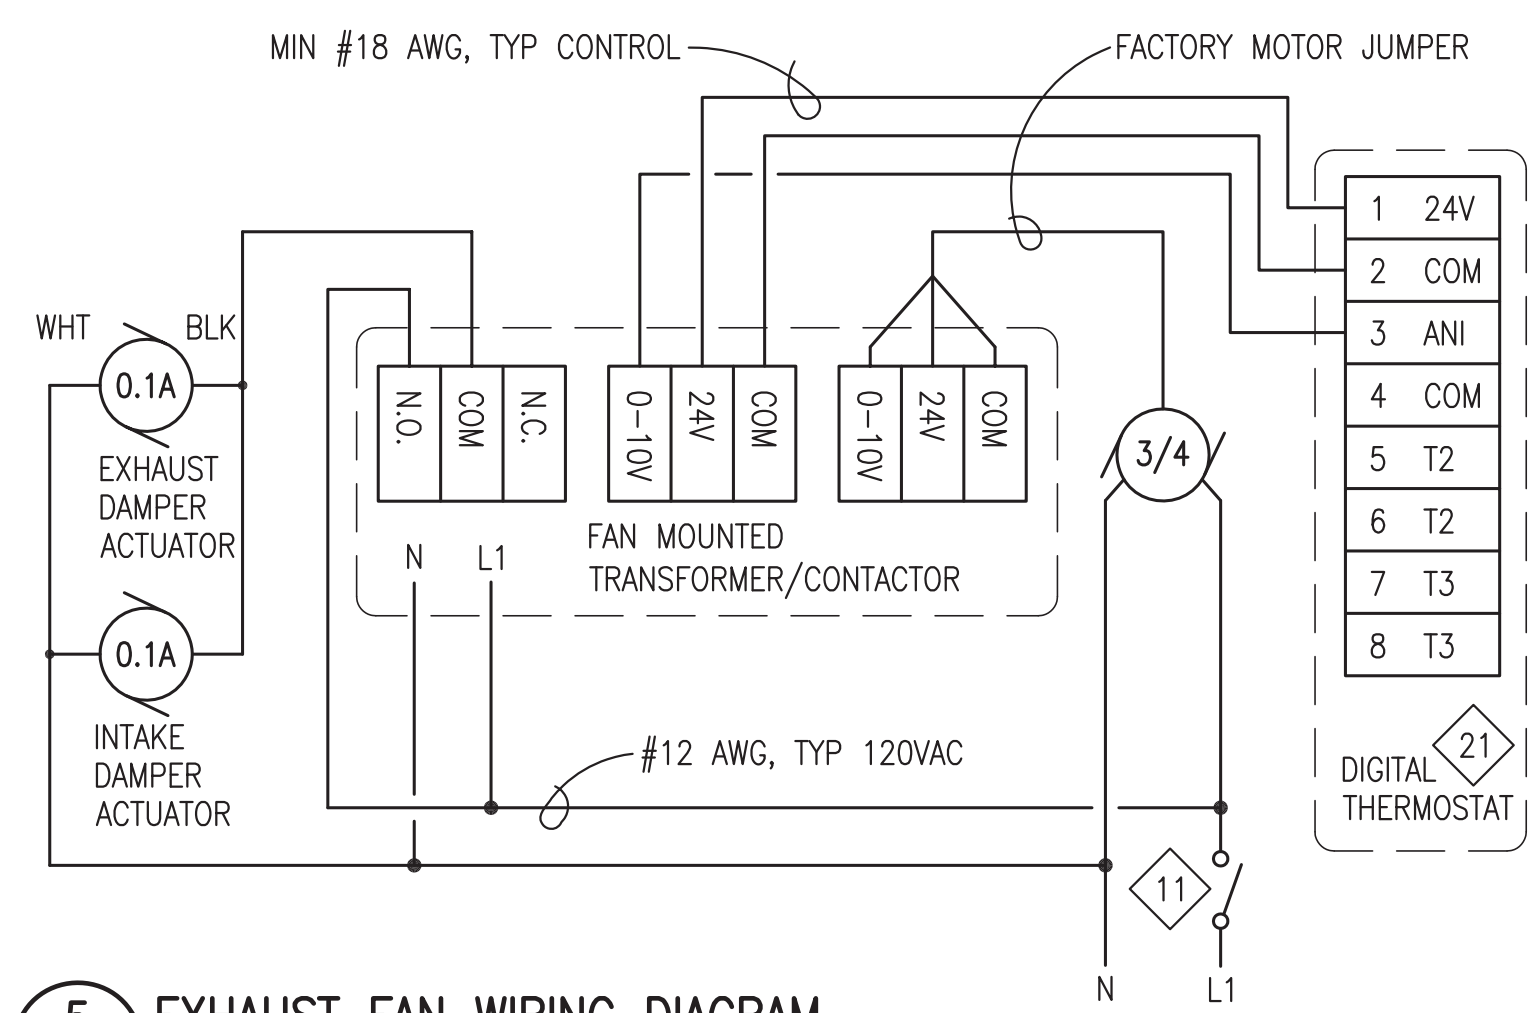 MIN #18 AWG, TYP CONTROL
FACTORY MOTOR JUMPER
1 24V
2 COM
3 ANI
4 COM
5 T2
6 T2
7 T3
8 T3
WHT
BLK
0.1A
EXHAUST
DAMPER
ACTUATOR
N.O.
COM
N.C.
0-10V
24V
COM
0-10V
24V
COM
3/4
FAN MOUNTED
TRANSFORMER/CONTACTOR
N
L1
0.1A
INTAKE
DAMPER
ACTUATOR
#12 AWG, TYP 120VAC
21
DIGITAL
THERMOSTAT
11
N
L1
5
EXHAUST FAN WIRING DIAGRAM